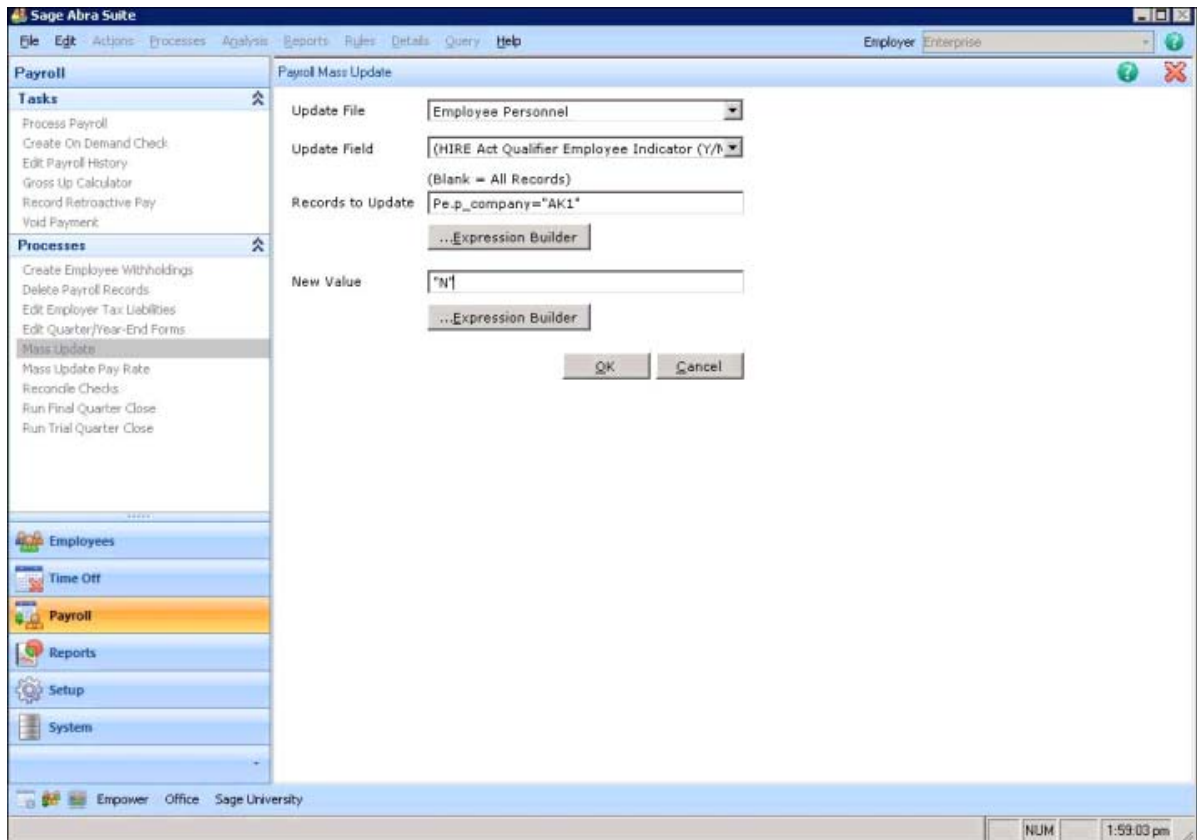 Sage Abra Suite
File Edit Actions Processes Analysis Reports Rules Details Query Help Employer Enterprise
Payroll
Payroll Mass Update
Tasks
Process Payroll
Create On Demand Check
Edit Payroll History
Gross Up Calculator
Record Retroactive Pay
Void Payment
Processes
Create Employee Withholdings
Delete Payroll Records
Edit Employer Tax Liabilities
Edit Quarter/Year-End Forms
Mass Update
Mass Update Pay Rate
Reconcile Checks
Run Final Quarter Close
Run Trial Quarter Close
Employees
Time Off
Payroll
Reports
Setup
System
Update File Employee Personnel
Update Field (HIRE Act Qualifier Employee Indicator (Y/N
(Blank = All Records)
Records to Update Pe.p_company="AK1"
...Expression Builder
New Value "N"
...Expression Builder
OK Cancel
Empower Office Sage University
NUM 1:59:03 pm